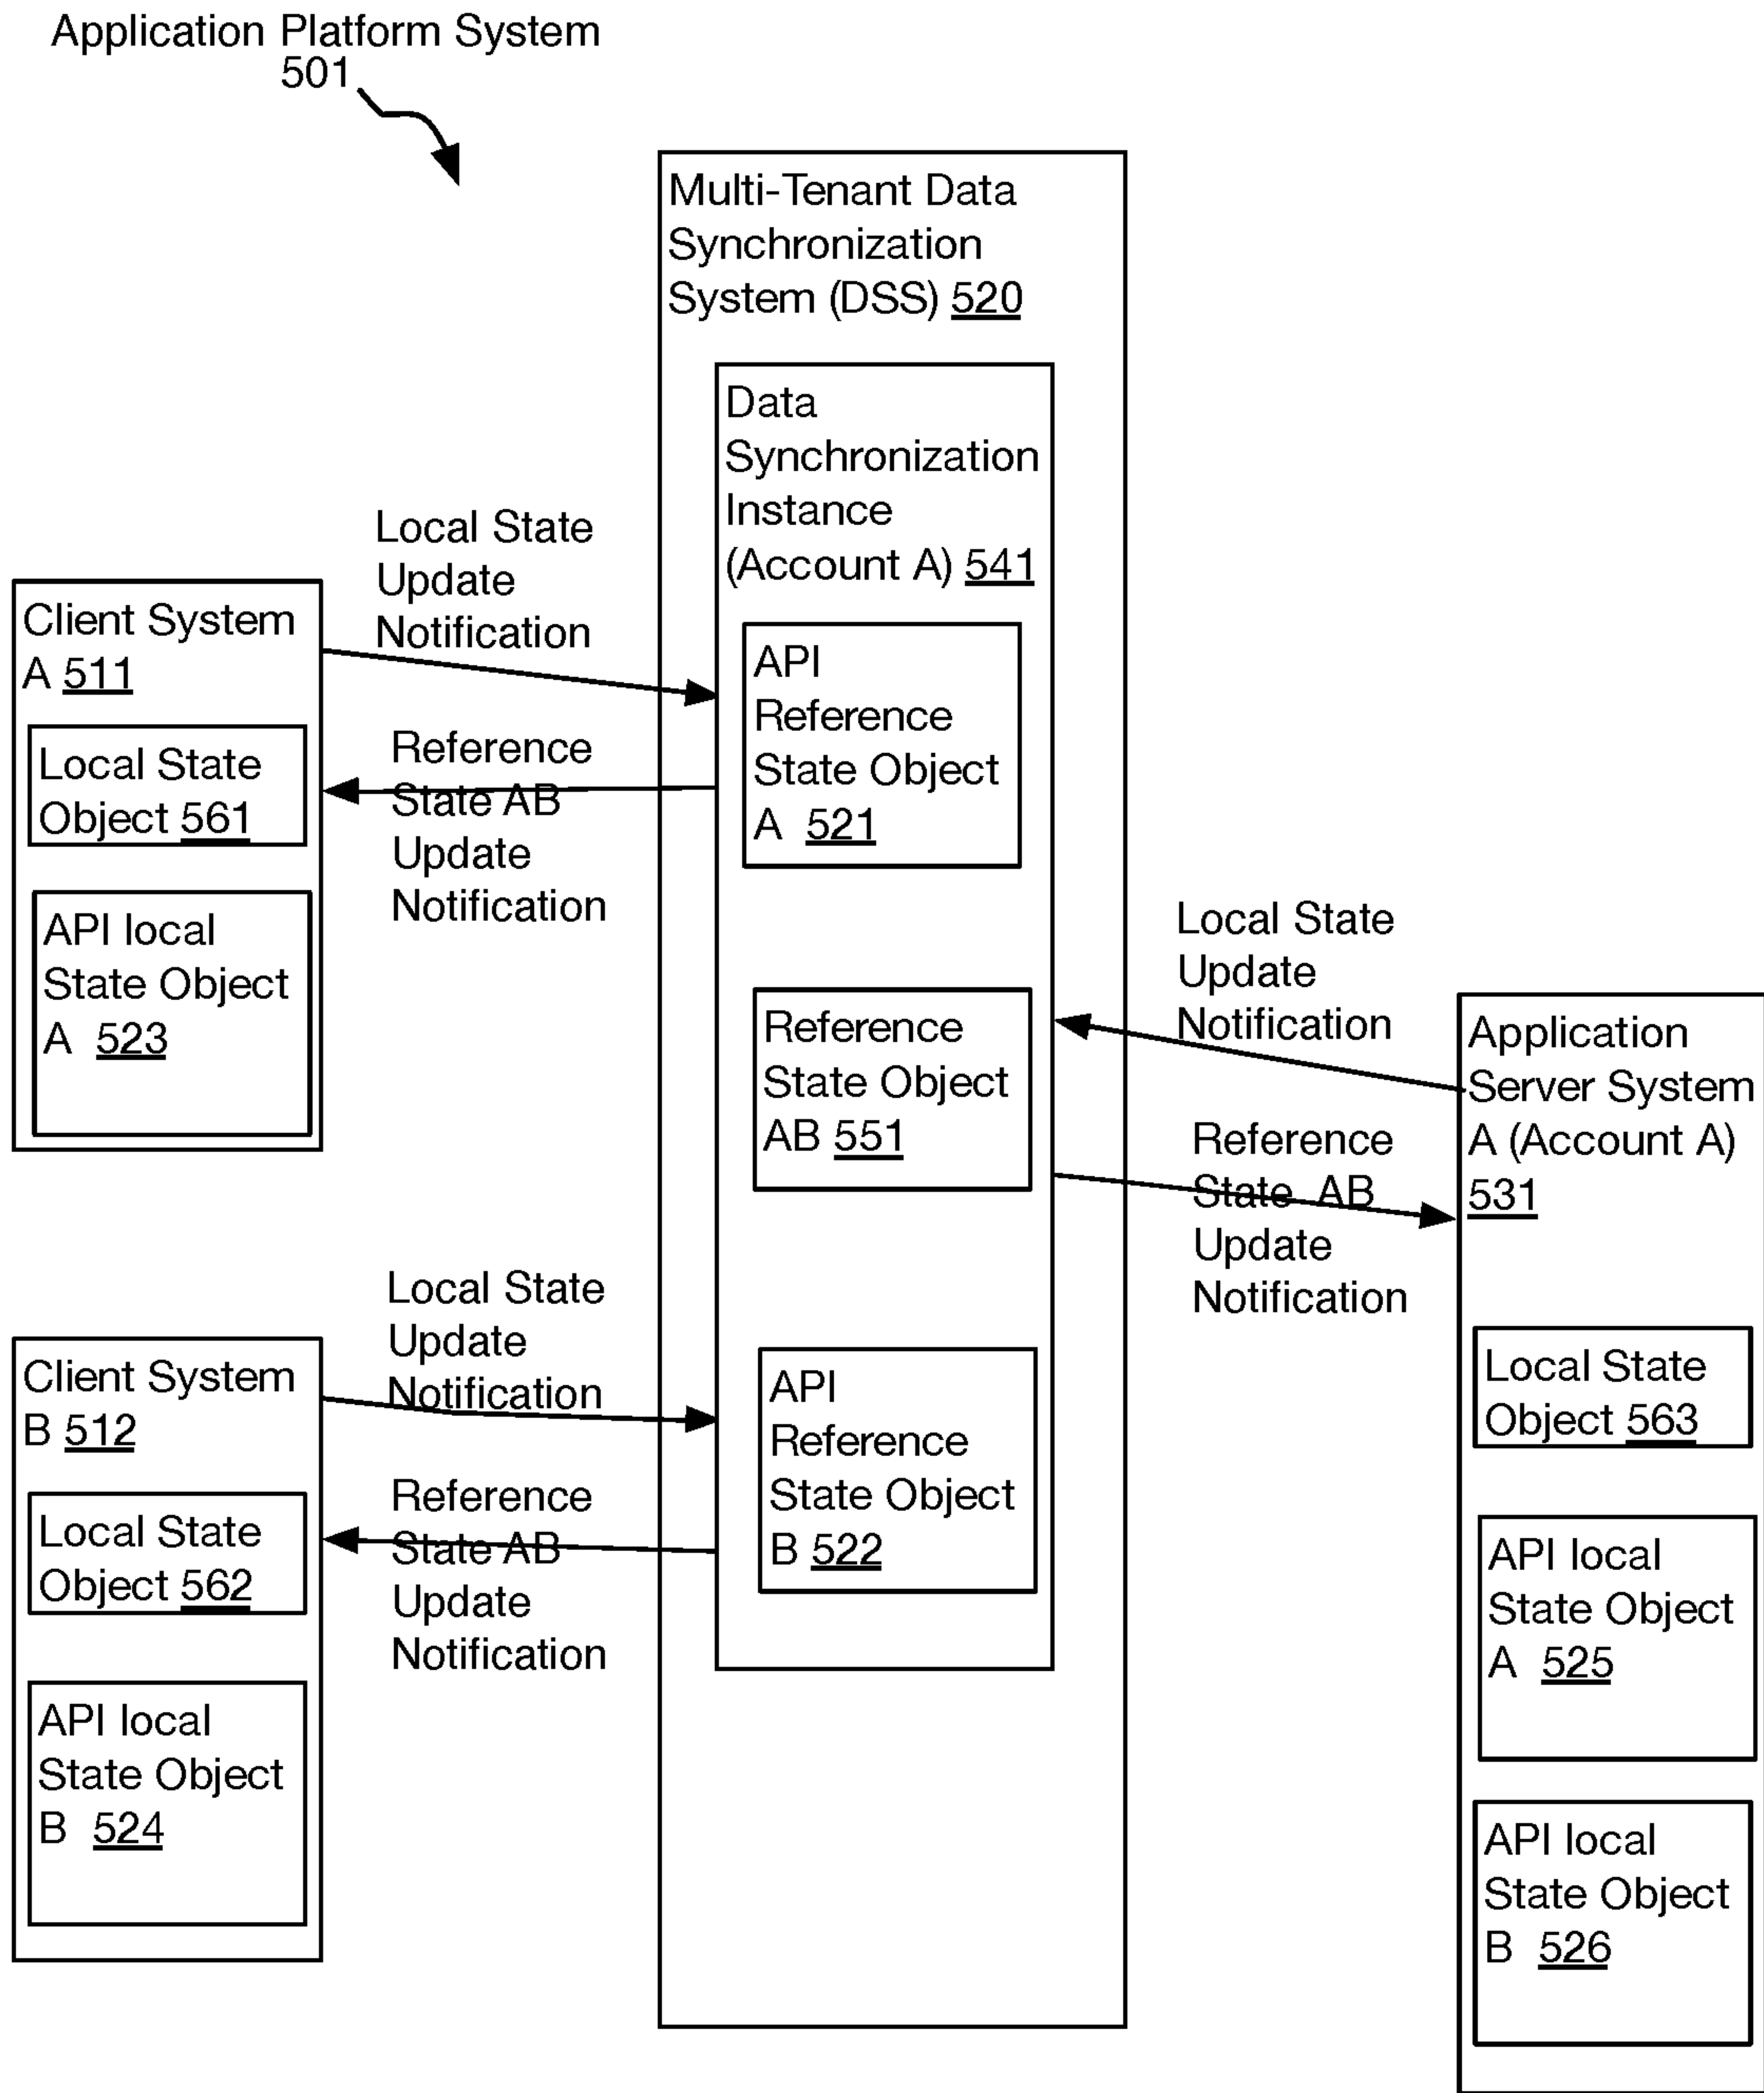 Application Platform System
501
Multi-Tenant Data
Synchronization
System (DSS) 520
Data
Synchronization
Instance
(Account A) 541
API
Reference
State Object
A 521
Reference
State Object
AB 551
API
Reference
State Object
B 522
Client System
A 511
Local State
Object 561
API local
State Object
A 523
Local State
Update
Notification
Reference
State AB
Update
Notification
Client System
B 512
Local State
Object 562
API local
State Object
B 524
Local State
Update
Notification
Reference
State AB
Update
Notification
Local State
Update
Notification
Reference
State AB
Update
Notification
Application
Server System
A (Account A)
531
Local State
Object 563
API local
State Object
A 525
API local
State Object
B 526